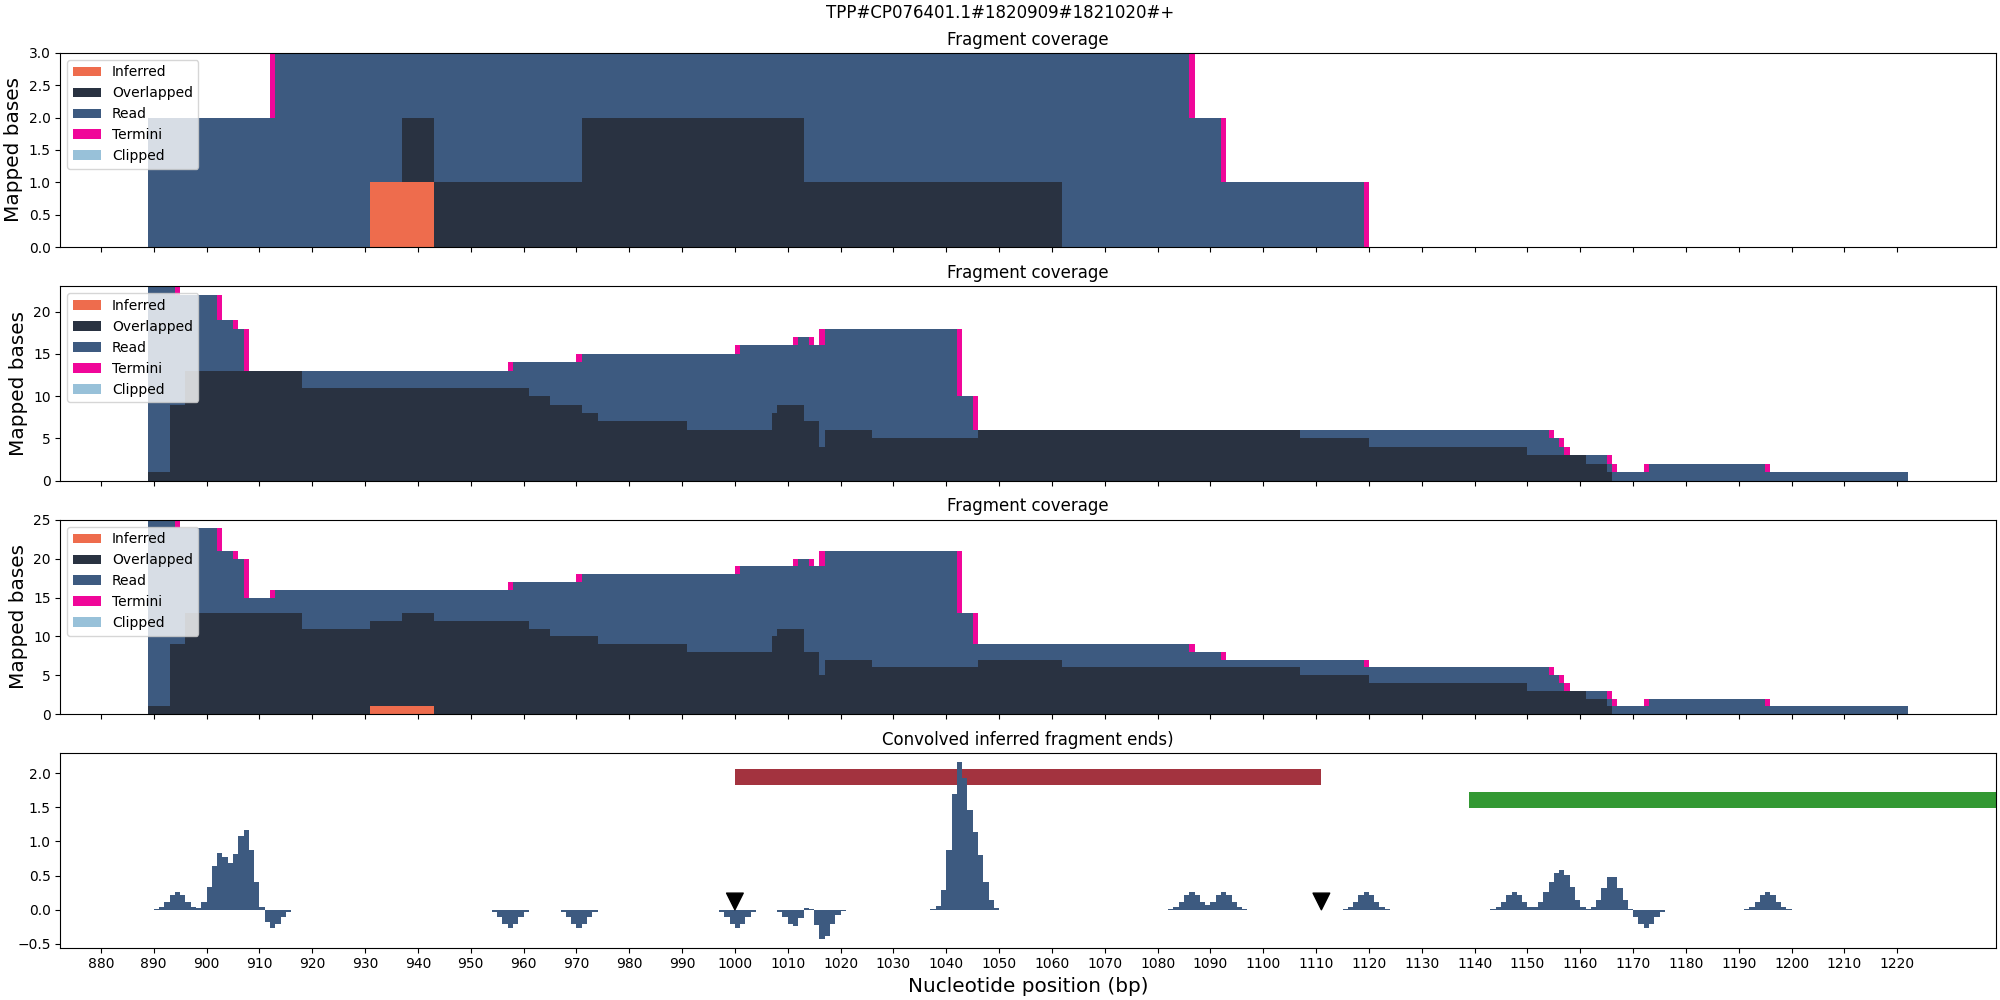 TPP#CP076401.1#1820909#1821020#+
Fragment coverage
Mapped bases
3.0
2.5
2.0
1.5
1.0
0.5
0.0
Inferred
Overlapped
Read
Termini
Clipped
Fragment coverage
Mapped bases
20
15
10
5
0
Inferred
Overlapped
Read
Termini
Clipped
Fragment coverage
Mapped bases
25
20
15
10
5
0
Inferred
Overlapped
Read
Termini
Clipped
Convolved inferred fragment ends)
2.0
1.5
1.0
0.5
0.0
−0.5
880 890 900 910 920 930 940 950 960 970 980 990 1000 1010 1020 1030 1040 1050 1060 1070 1080 1090 1100 1110 1120 1130 1140 1150 1160 1170 1180 1190 1200 1210 1220
Nucleotide position (bp)